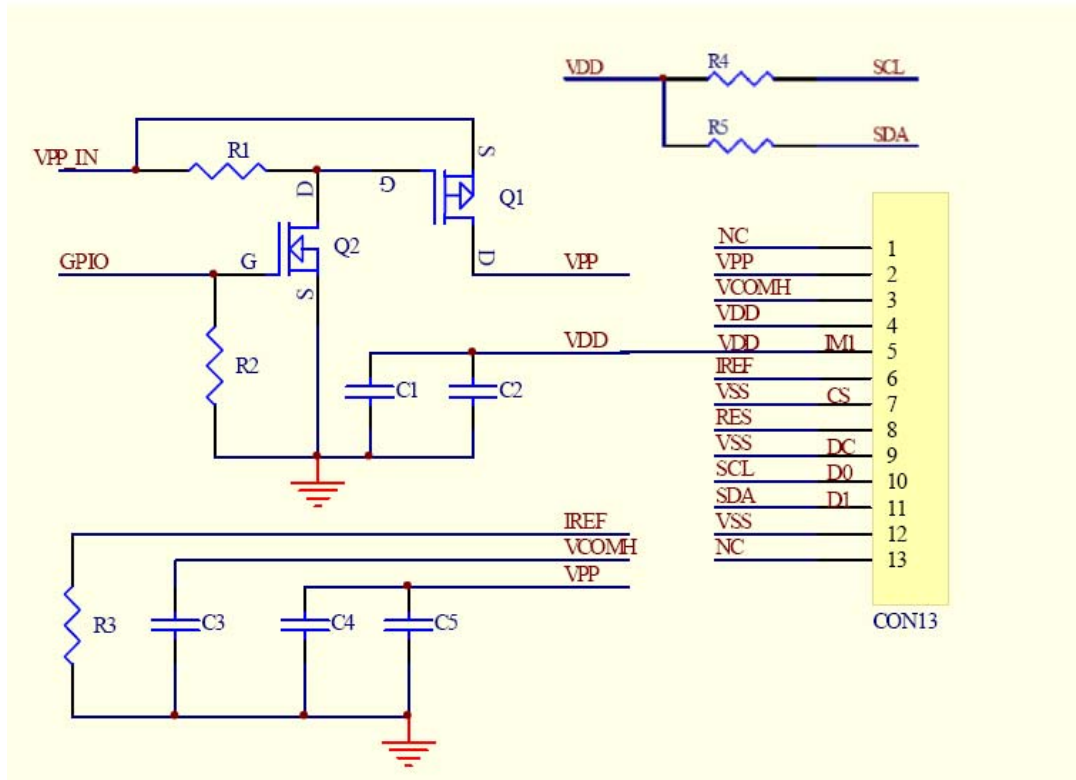 VDD
R4
SCL
R5
SDA
VPP_IN
R1
D
G
S
Q1
D
VPP
GPIO
G
Q2
S
R2
VDD
C1
C2
NC
1
VPP
2
VCOMH
3
VDD
4
VDD IM1
5
IREF
6
VSS CS
7
RES
8
VSS DC
9
SCL D0
10
SDA D1
11
VSS
12
NC
13
CON13
IREF
VCOMH
VPP
R3
C3
C4
C5